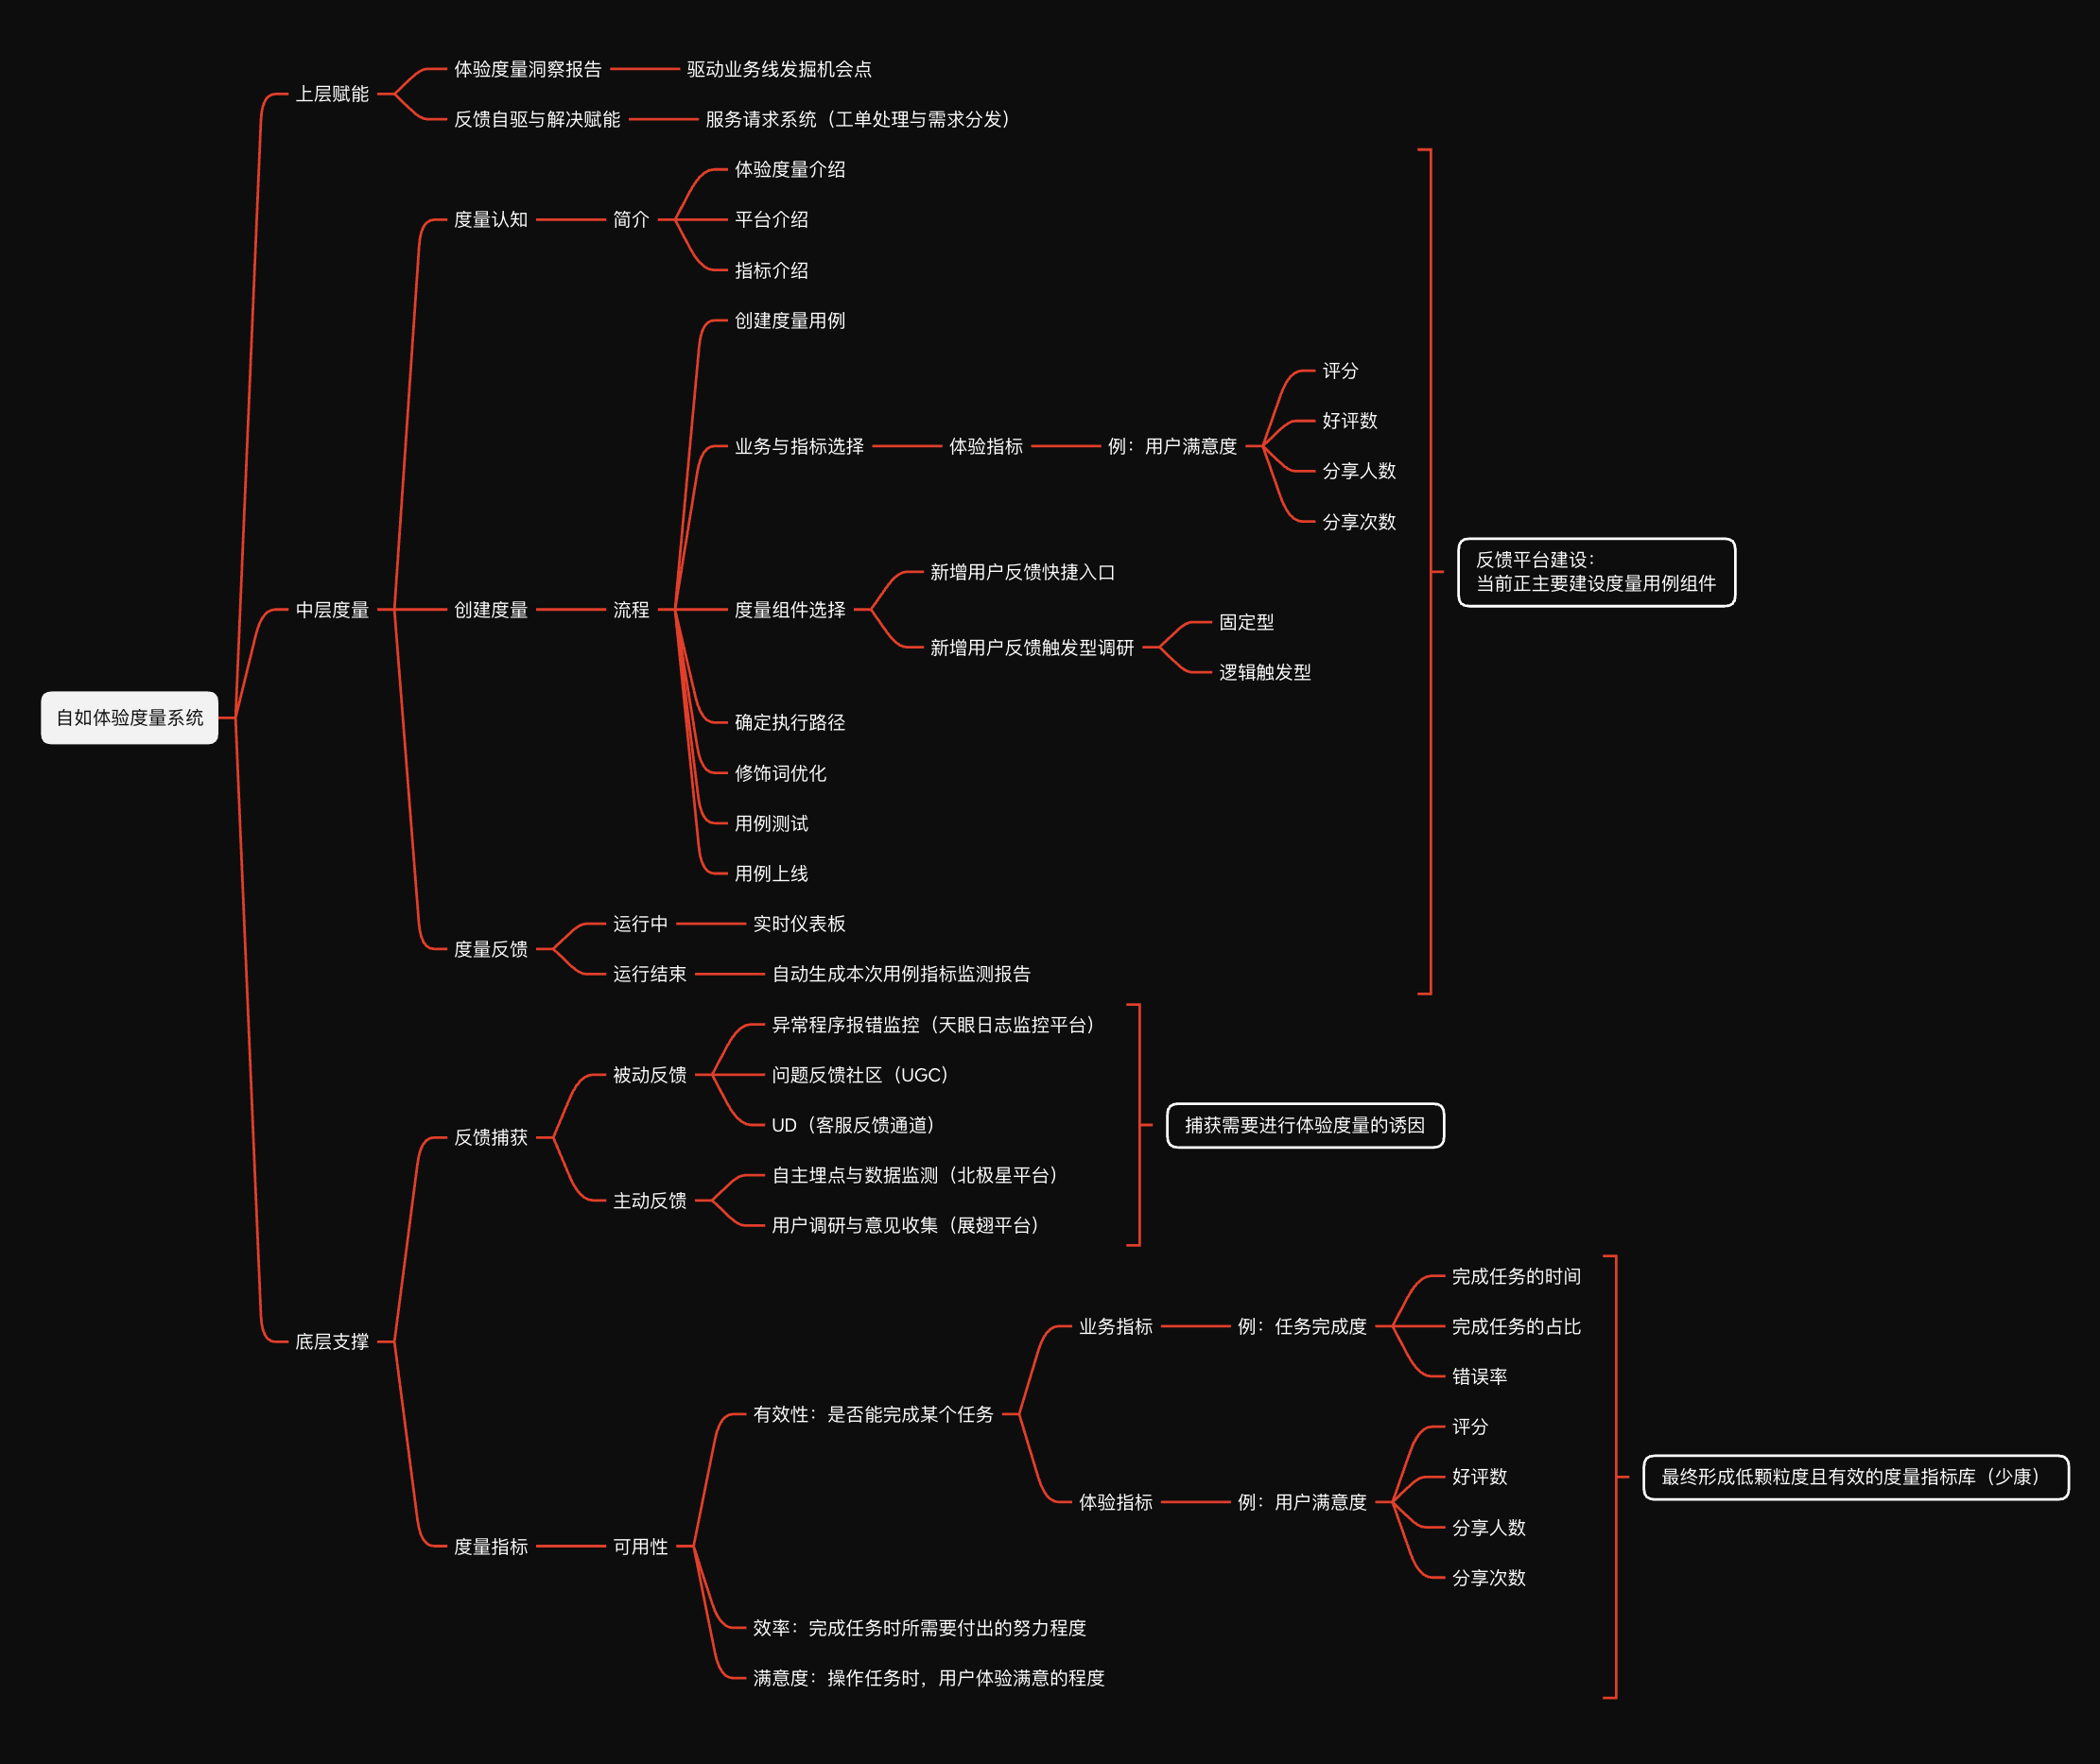 自如体验度量系统
上层赋能
体验度量洞察报告
驱动业务线发掘机会点
反馈自驱与解决赋能
服务请求系统（工单处理与需求分发）
中层度量
度量认知
简介
体验度量介绍
平台介绍
指标介绍
创建度量
流程
创建度量用例
业务与指标选择
体验指标
例：用户满意度
评分
好评数
分享人数
分享次数
度量组件选择
新增用户反馈快捷入口
新增用户反馈触发型调研
固定型
逻辑触发型
确定执行路径
修饰词优化
用例测试
用例上线
度量反馈
运行中
实时仪表板
运行结束
自动生成本次用例指标监测报告
反馈平台建设：
当前正主要建设度量用例组件
底层支撑
反馈捕获
被动反馈
异常程序报错监控（天眼日志监控平台）
问题反馈社区（UGC）
UD（客服反馈通道）
主动反馈
自主埋点与数据监测（北极星平台）
用户调研与意见收集（展翅平台）
捕获需要进行体验度量的诱因
度量指标
可用性
有效性：是否能完成某个任务
业务指标
例：任务完成度
完成任务的时间
完成任务的占比
错误率
体验指标
例：用户满意度
评分
好评数
分享人数
分享次数
效率：完成任务时所需要付出的努力程度
满意度：操作任务时，用户体验满意的程度
最终形成低颗粒度且有效的度量指标库（少康）